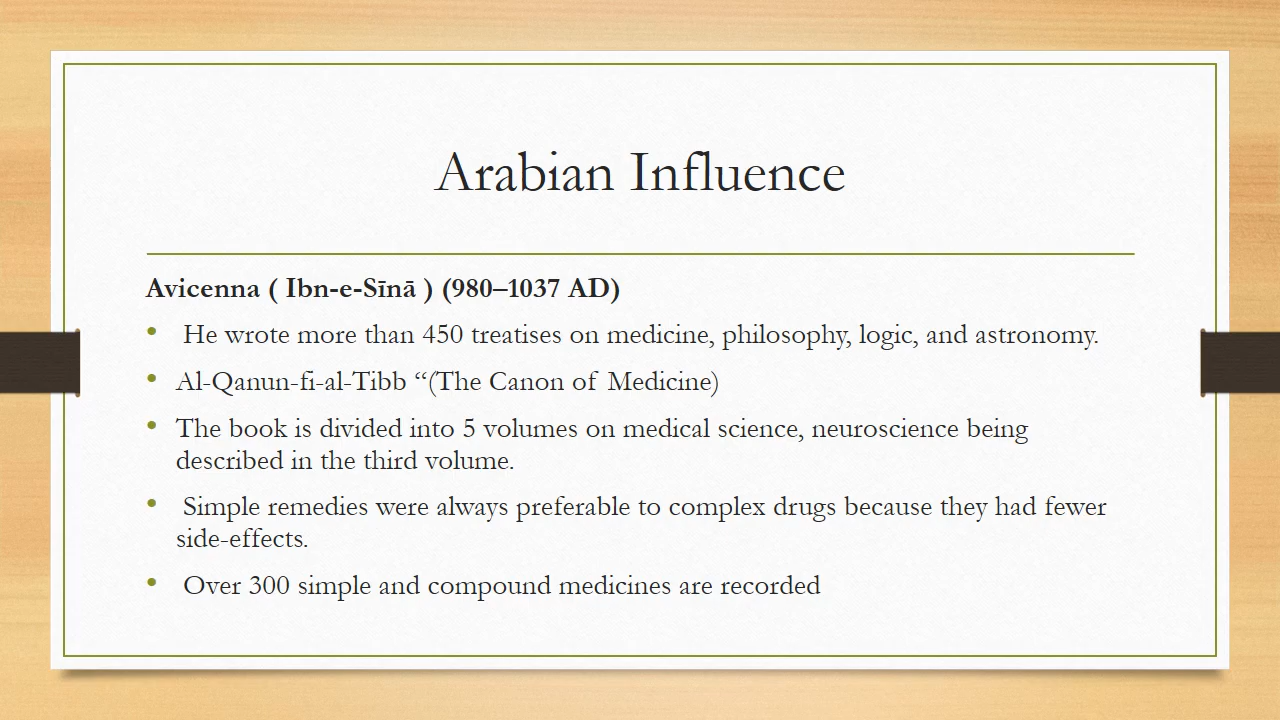 Arabian Influence
Avicenna ( Ibn-e-Sīnā ) (980–1037 AD)
• He wrote more than 450 treatises on medicine, philosophy, logic, and astronomy.
• Al-Qanun-fi-al-Tibb “(The Canon of Medicine)
• The book is divided into 5 volumes on medical science, neuroscience being
described in the third volume.
• Simple remedies were always preferable to complex drugs because they had fewer
side-effects.
• Over 300 simple and compound medicines are recorded